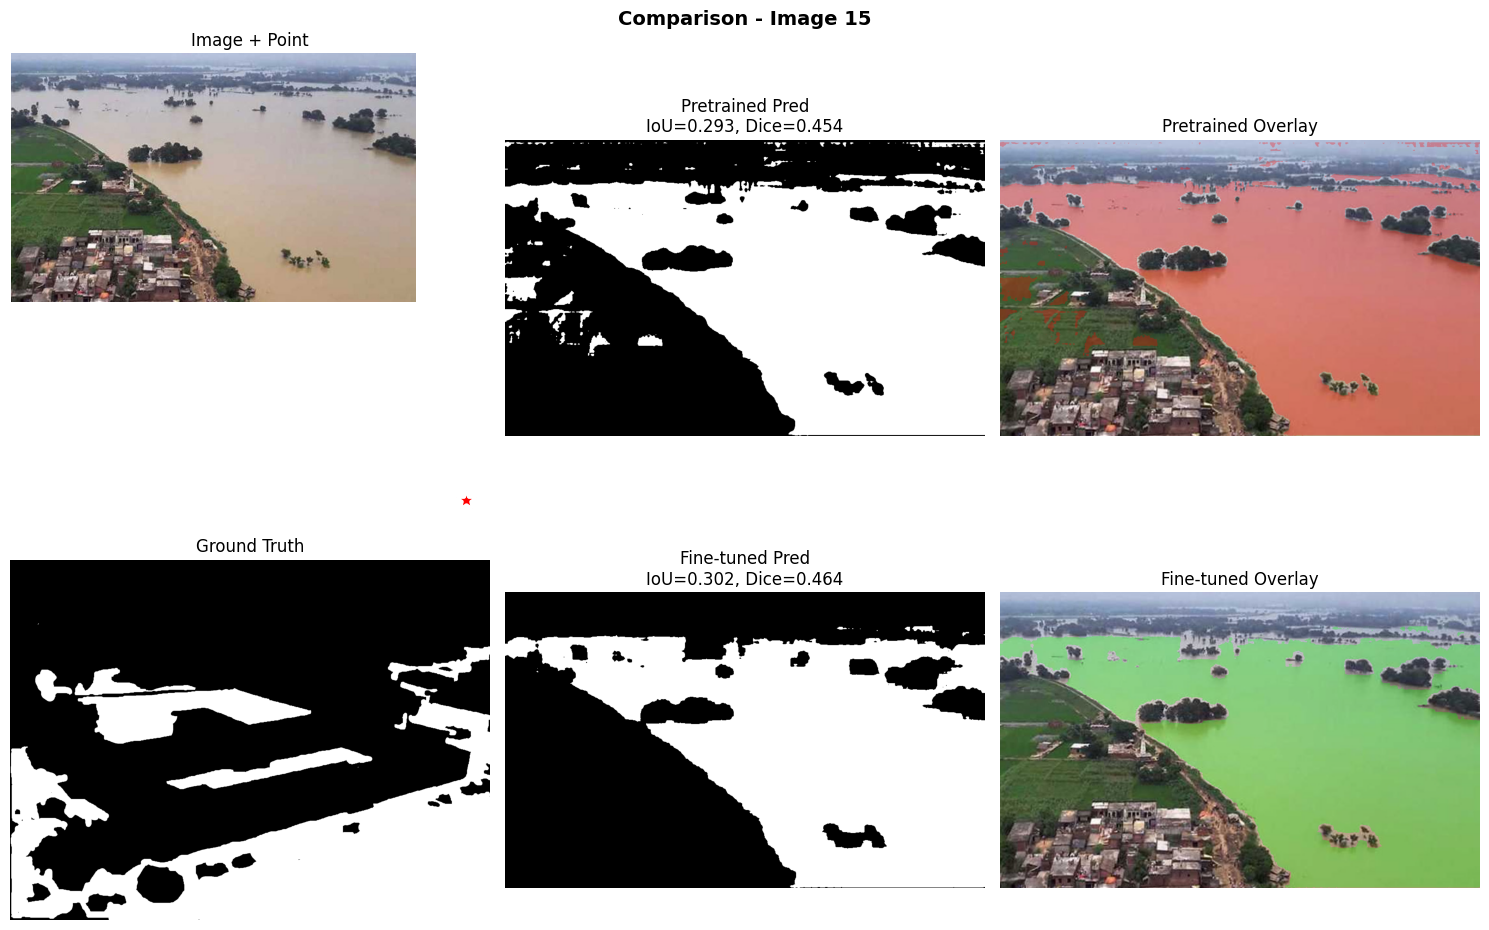 Comparison - Image 15
Image + Point
Pretrained Pred
IoU=0.293, Dice=0.454
Pretrained Overlay
Ground Truth
Fine-tuned Pred
IoU=0.302, Dice=0.464
Fine-tuned Overlay